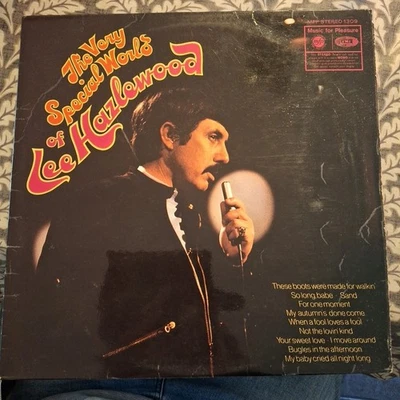 The Very
Special World
of
Lee Hazlewood
MFP STEREO 1309
Music for Pleasure
These boots were made for walkin'
So long, babe Sand
For one moment
My autumn's done come
When a fool loves a fool
Not the lovin kind
Your sweet love · I move around
Bugles in the afternoon
My baby cried all night long